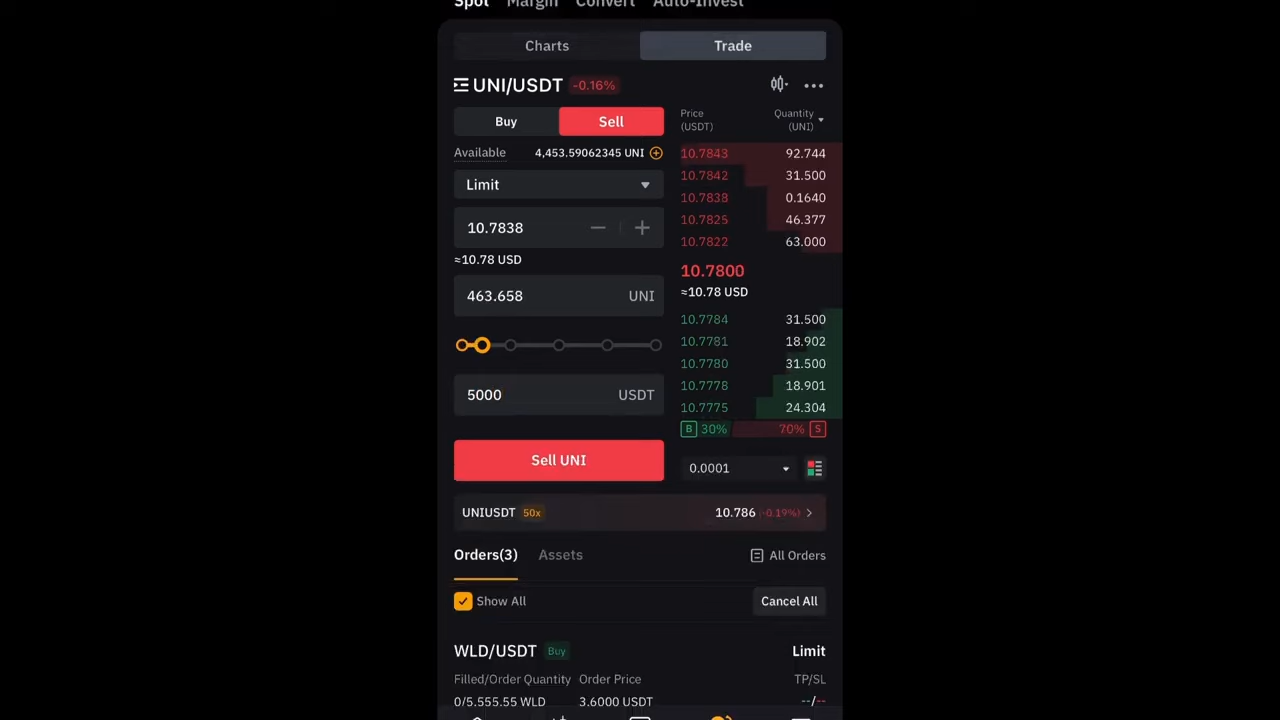 Spot Margin Convert Auto-Invest
Charts Trade
UNI/USDT -0.16%
Buy Sell
Available 4,453.59062345 UNI
Limit
10.7838
≈10.78 USD
463.658 UNI
5000 USDT
Sell UNI
Price (USDT) Quantity (UNI)
10.7843 92.744
10.7842 31.500
10.7838 0.1640
10.7825 46.377
10.7822 63.000
10.7800
≈10.78 USD
10.7784 31.500
10.7781 18.902
10.7780 31.500
10.7778 18.901
10.7775 24.304
B 30% 70% S
0.0001
UNIUSDT 50x 10.786 (-0.19%)
Orders(3) Assets All Orders
Show All Cancel All
WLD/USDT Buy Limit
Filled/Order Quantity Order Price TP/SL
0/5,555.55 WLD 3.6000 USDT --/--